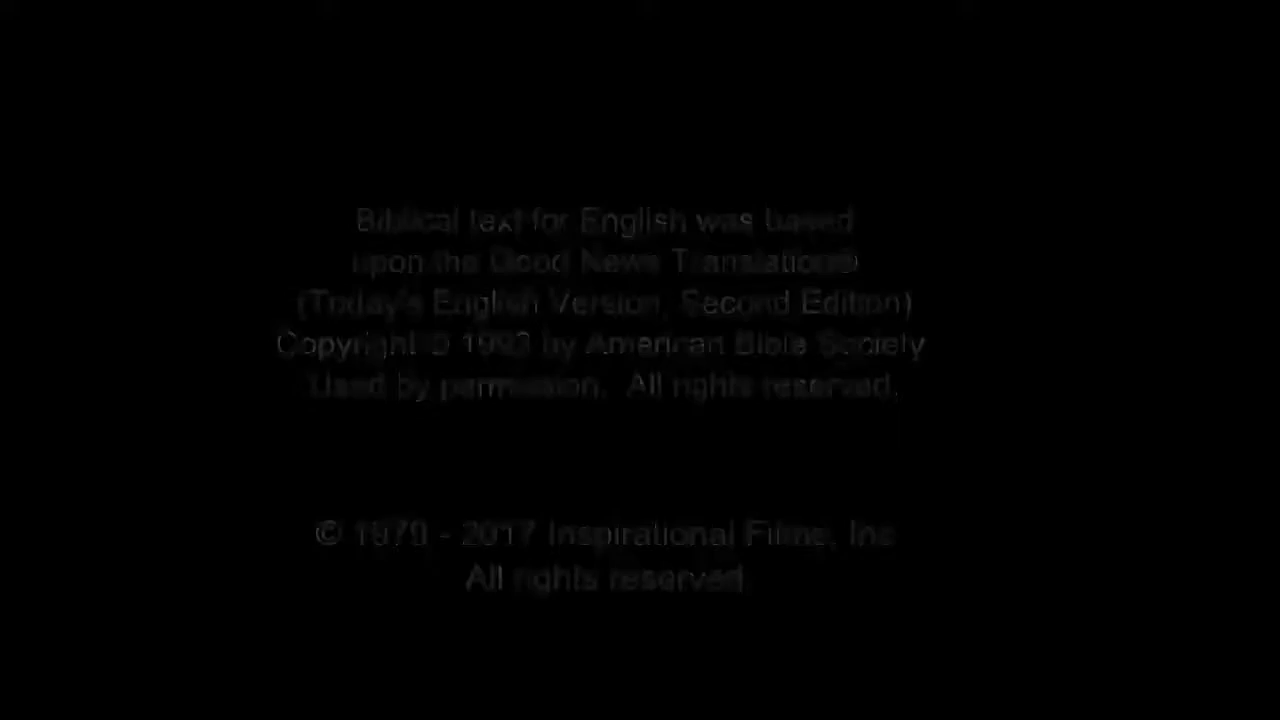 Biblical text for English was based
upon the Good News Translation®
(Today's English Version, Second Edition)
Copyright © 1992 by American Bible Society
Used by permission. All rights reserved.
© 1979 - 2017 Inspirational Films, Inc
All rights reserved